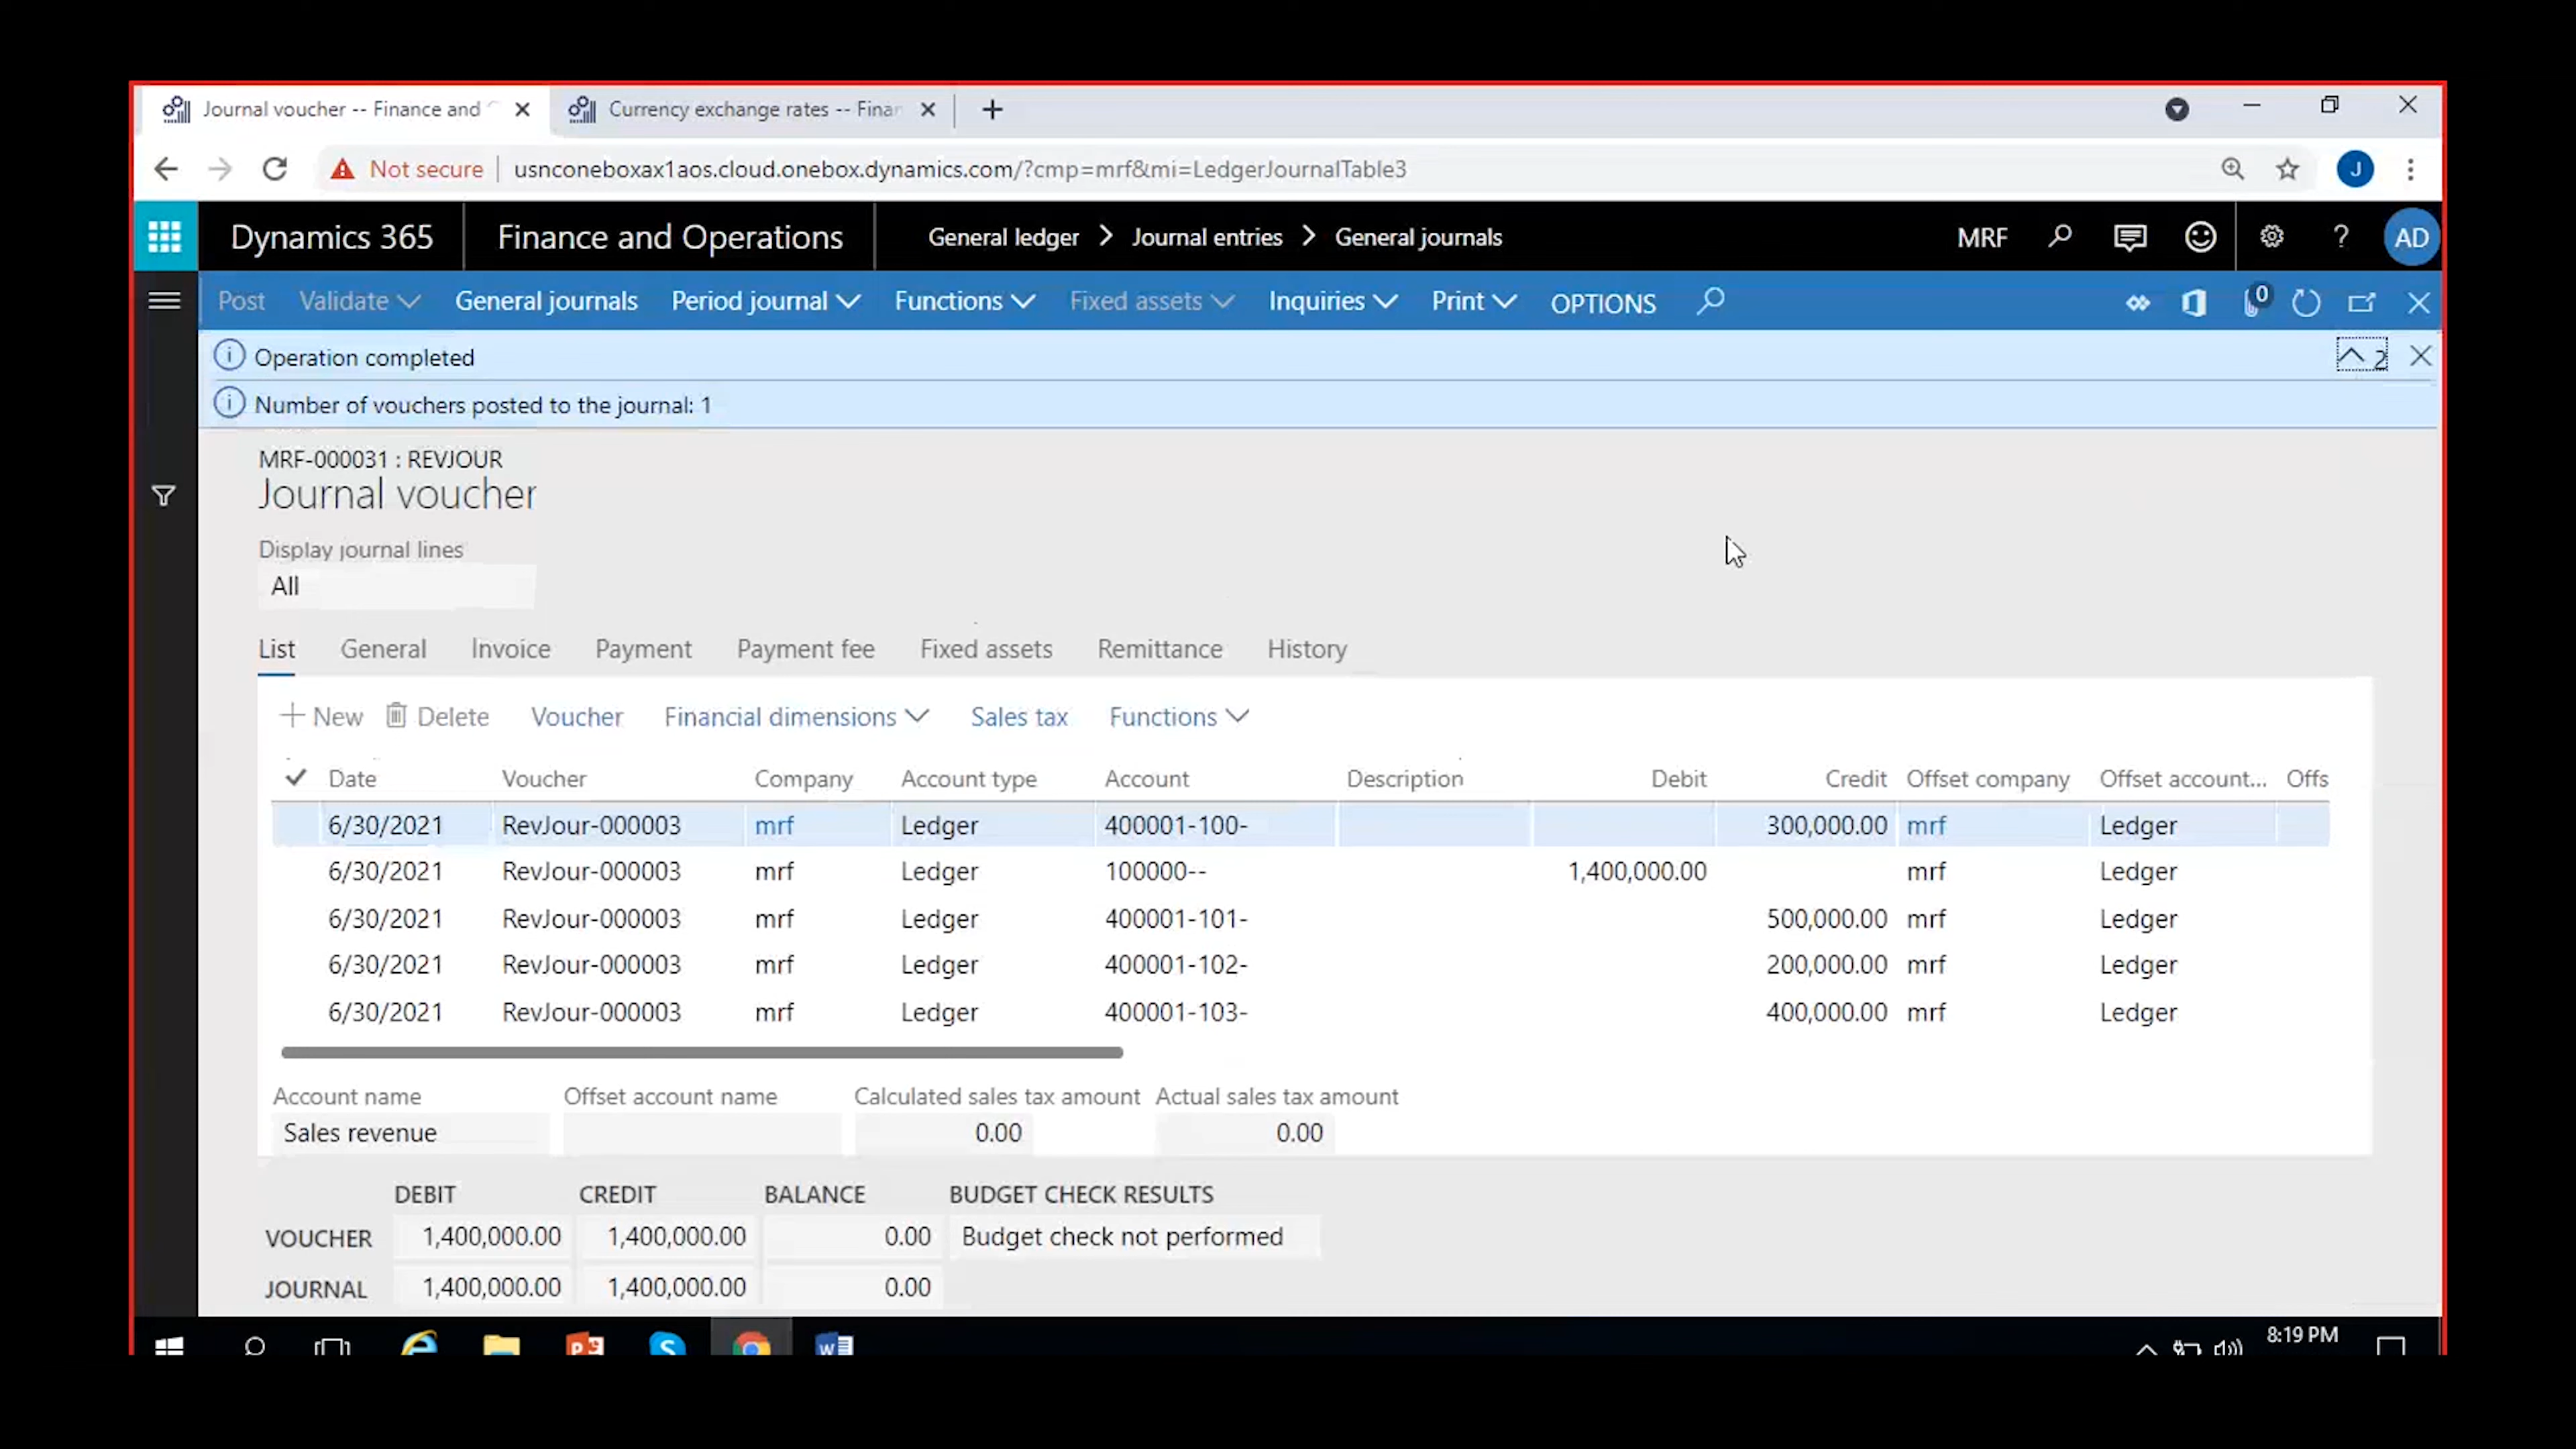 Journal voucher -- Finance and
Currency exchange rates -- Finan
Not secure
usnconeboxax1aos.cloud.onebox.dynamics.com/?cmp=mrf&mi=LedgerJournalTable3
J
Dynamics 365
Finance and Operations
General ledger > Journal entries > General journals
MRF
?
AD
Post Validate General journals Period journal Functions Fixed assets Inquiries Print OPTIONS
0
Operation completed
2
Number of vouchers posted to the journal: 1
MRF-000031 : REVJOUR
Journal voucher
Display journal lines
All
List General Invoice Payment Payment fee Fixed assets Remittance History
+ New Delete Voucher Financial dimensions Sales tax Functions
Date Voucher Company Account type Account Description Debit Credit Offset company Offset account... Offs
6/30/2021 RevJour-000003 mrf Ledger 400001-100- 300,000.00 mrf Ledger
6/30/2021 RevJour-000003 mrf Ledger 100000-- 1,400,000.00 mrf Ledger
6/30/2021 RevJour-000003 mrf Ledger 400001-101- 500,000.00 mrf Ledger
6/30/2021 RevJour-000003 mrf Ledger 400001-102- 200,000.00 mrf Ledger
6/30/2021 RevJour-000003 mrf Ledger 400001-103- 400,000.00 mrf Ledger
Account name Offset account name Calculated sales tax amount Actual sales tax amount
Sales revenue 0.00 0.00
DEBIT CREDIT BALANCE BUDGET CHECK RESULTS
VOUCHER 1,400,000.00 1,400,000.00 0.00 Budget check not performed
JOURNAL 1,400,000.00 1,400,000.00 0.00
8:19 PM